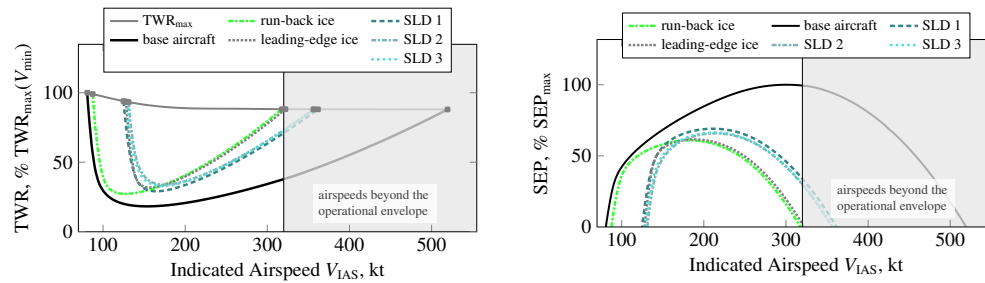 TWRmax
base aircraft
run-back ice
leading-edge ice
SLD 1
SLD 2
SLD 3
TWR, % TWRmax(Vmin)
100
50
0
airspeeds beyond the
operational envelope
100 200 300 400 500
Indicated Airspeed VIAS, kt
run-back ice
leading-edge ice
base aircraft
SLD 2
SLD 1
SLD 3
SEP, % SEPmax
100
50
0
airspeeds beyond the
operational envelope
100 200 300 400 500
Indicated Airspeed VIAS, kt